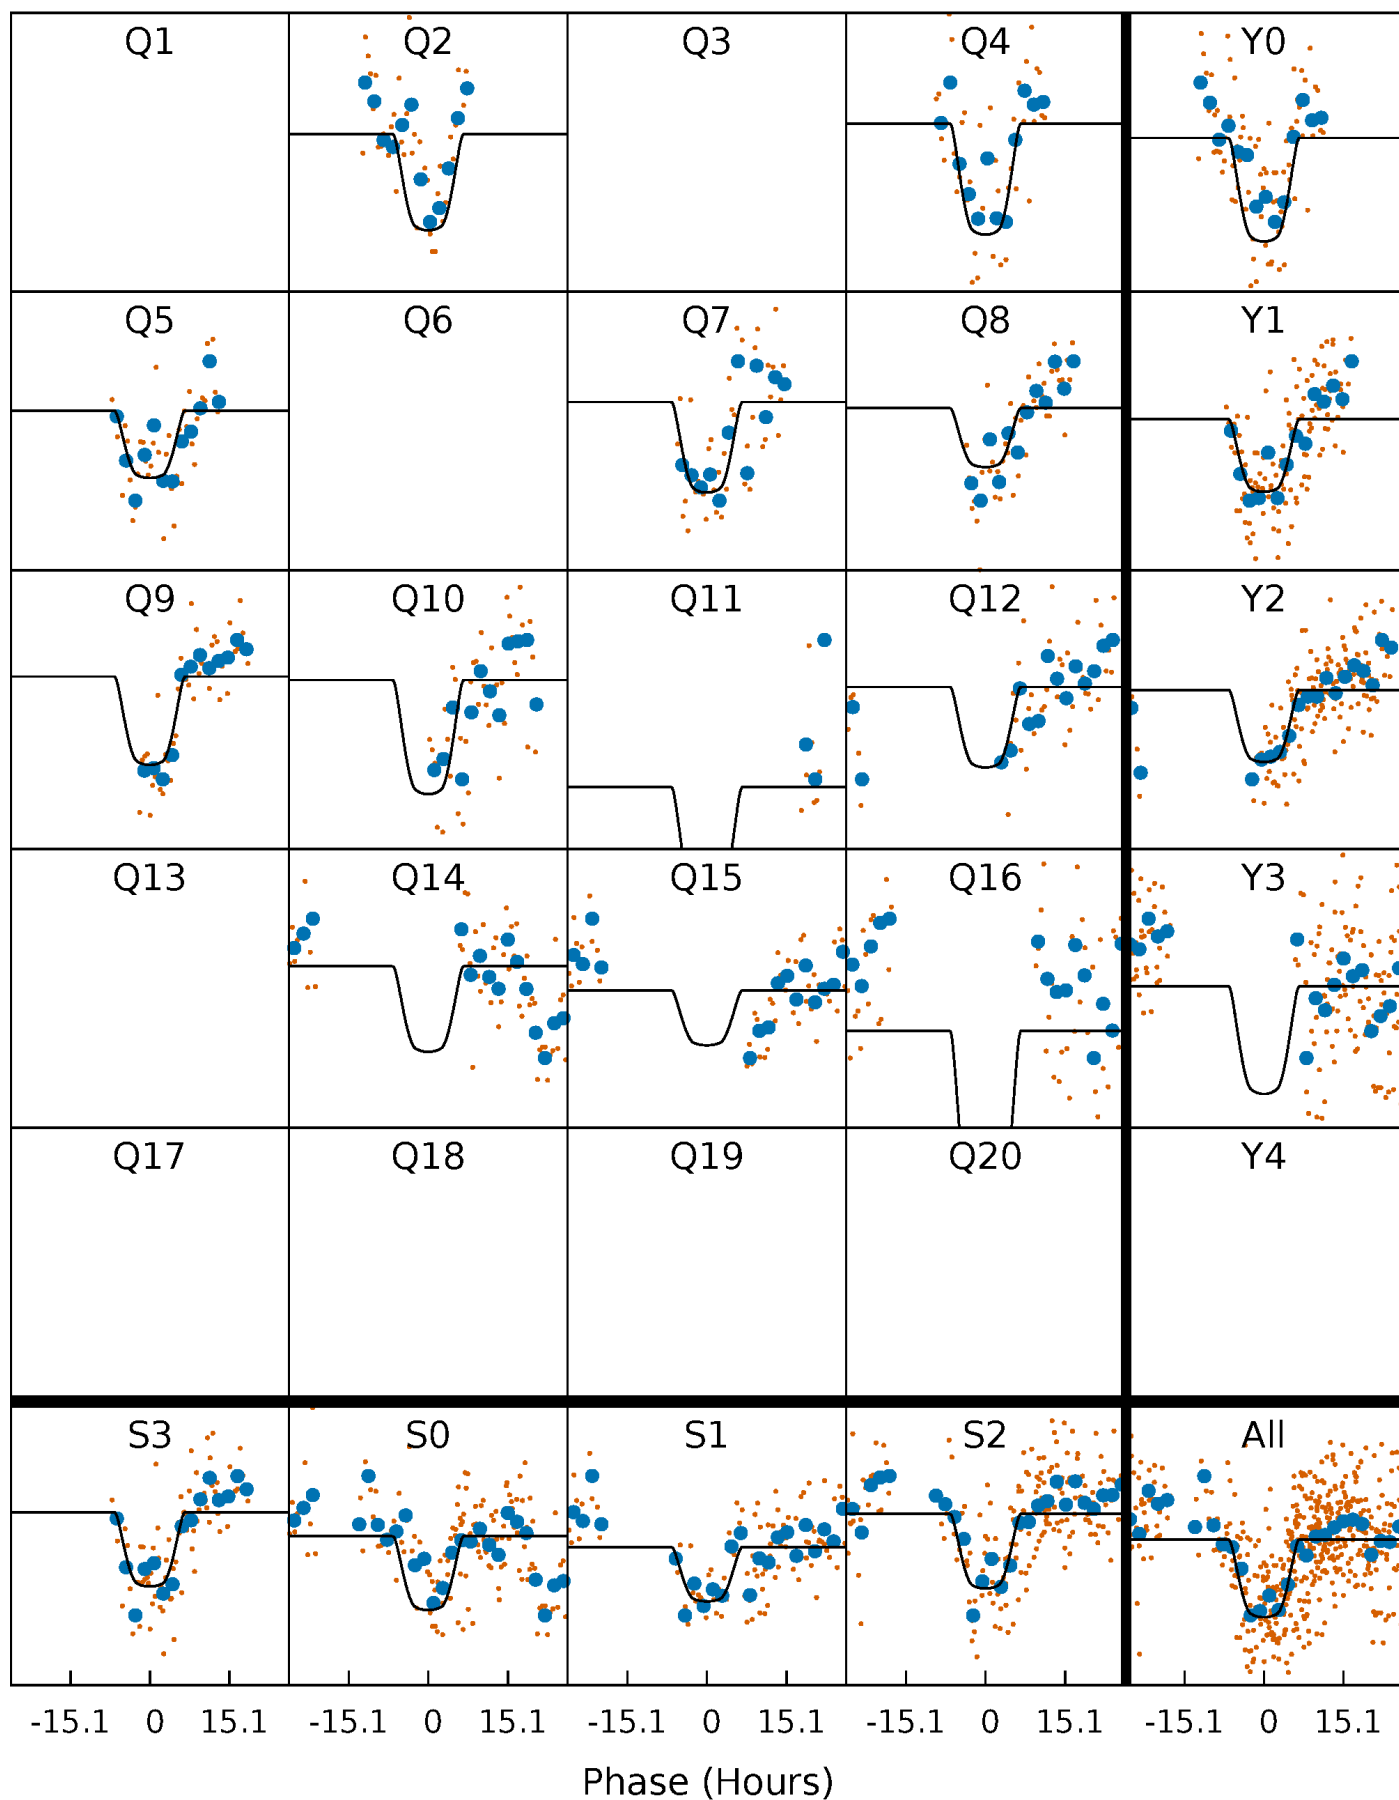 Q1 Q2 Q3 Q4 Y0
Q5 Q6 Q7 Q8 Y1
Q9 Q10 Q11 Q12 Y2
Q13 Q14 Q15 Q16 Y3
Q17 Q18 Q19 Q20 Y4
S3 S0 S1 S2 All
-15.1 0 15.1 -15.1 0 15.1 -15.1 0 15.1 -15.1 0 15.1 -15.1 0 15.1
Phase (Hours)